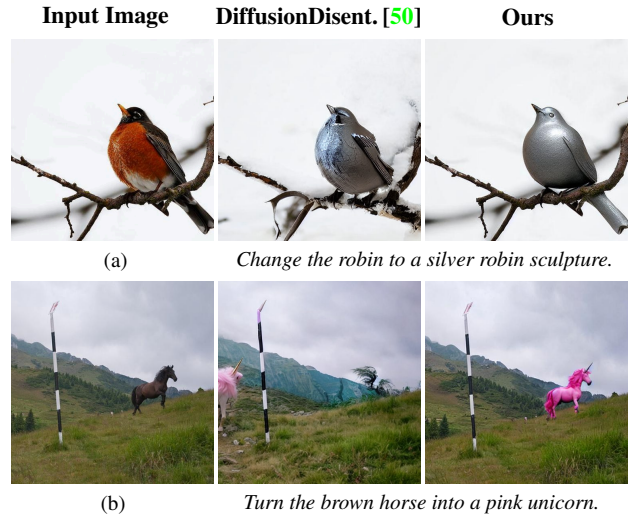 Input Image DiffusionDisent. [50] Ours
(a) Change the robin to a silver robin sculpture.
(b) Turn the brown horse into a pink unicorn.